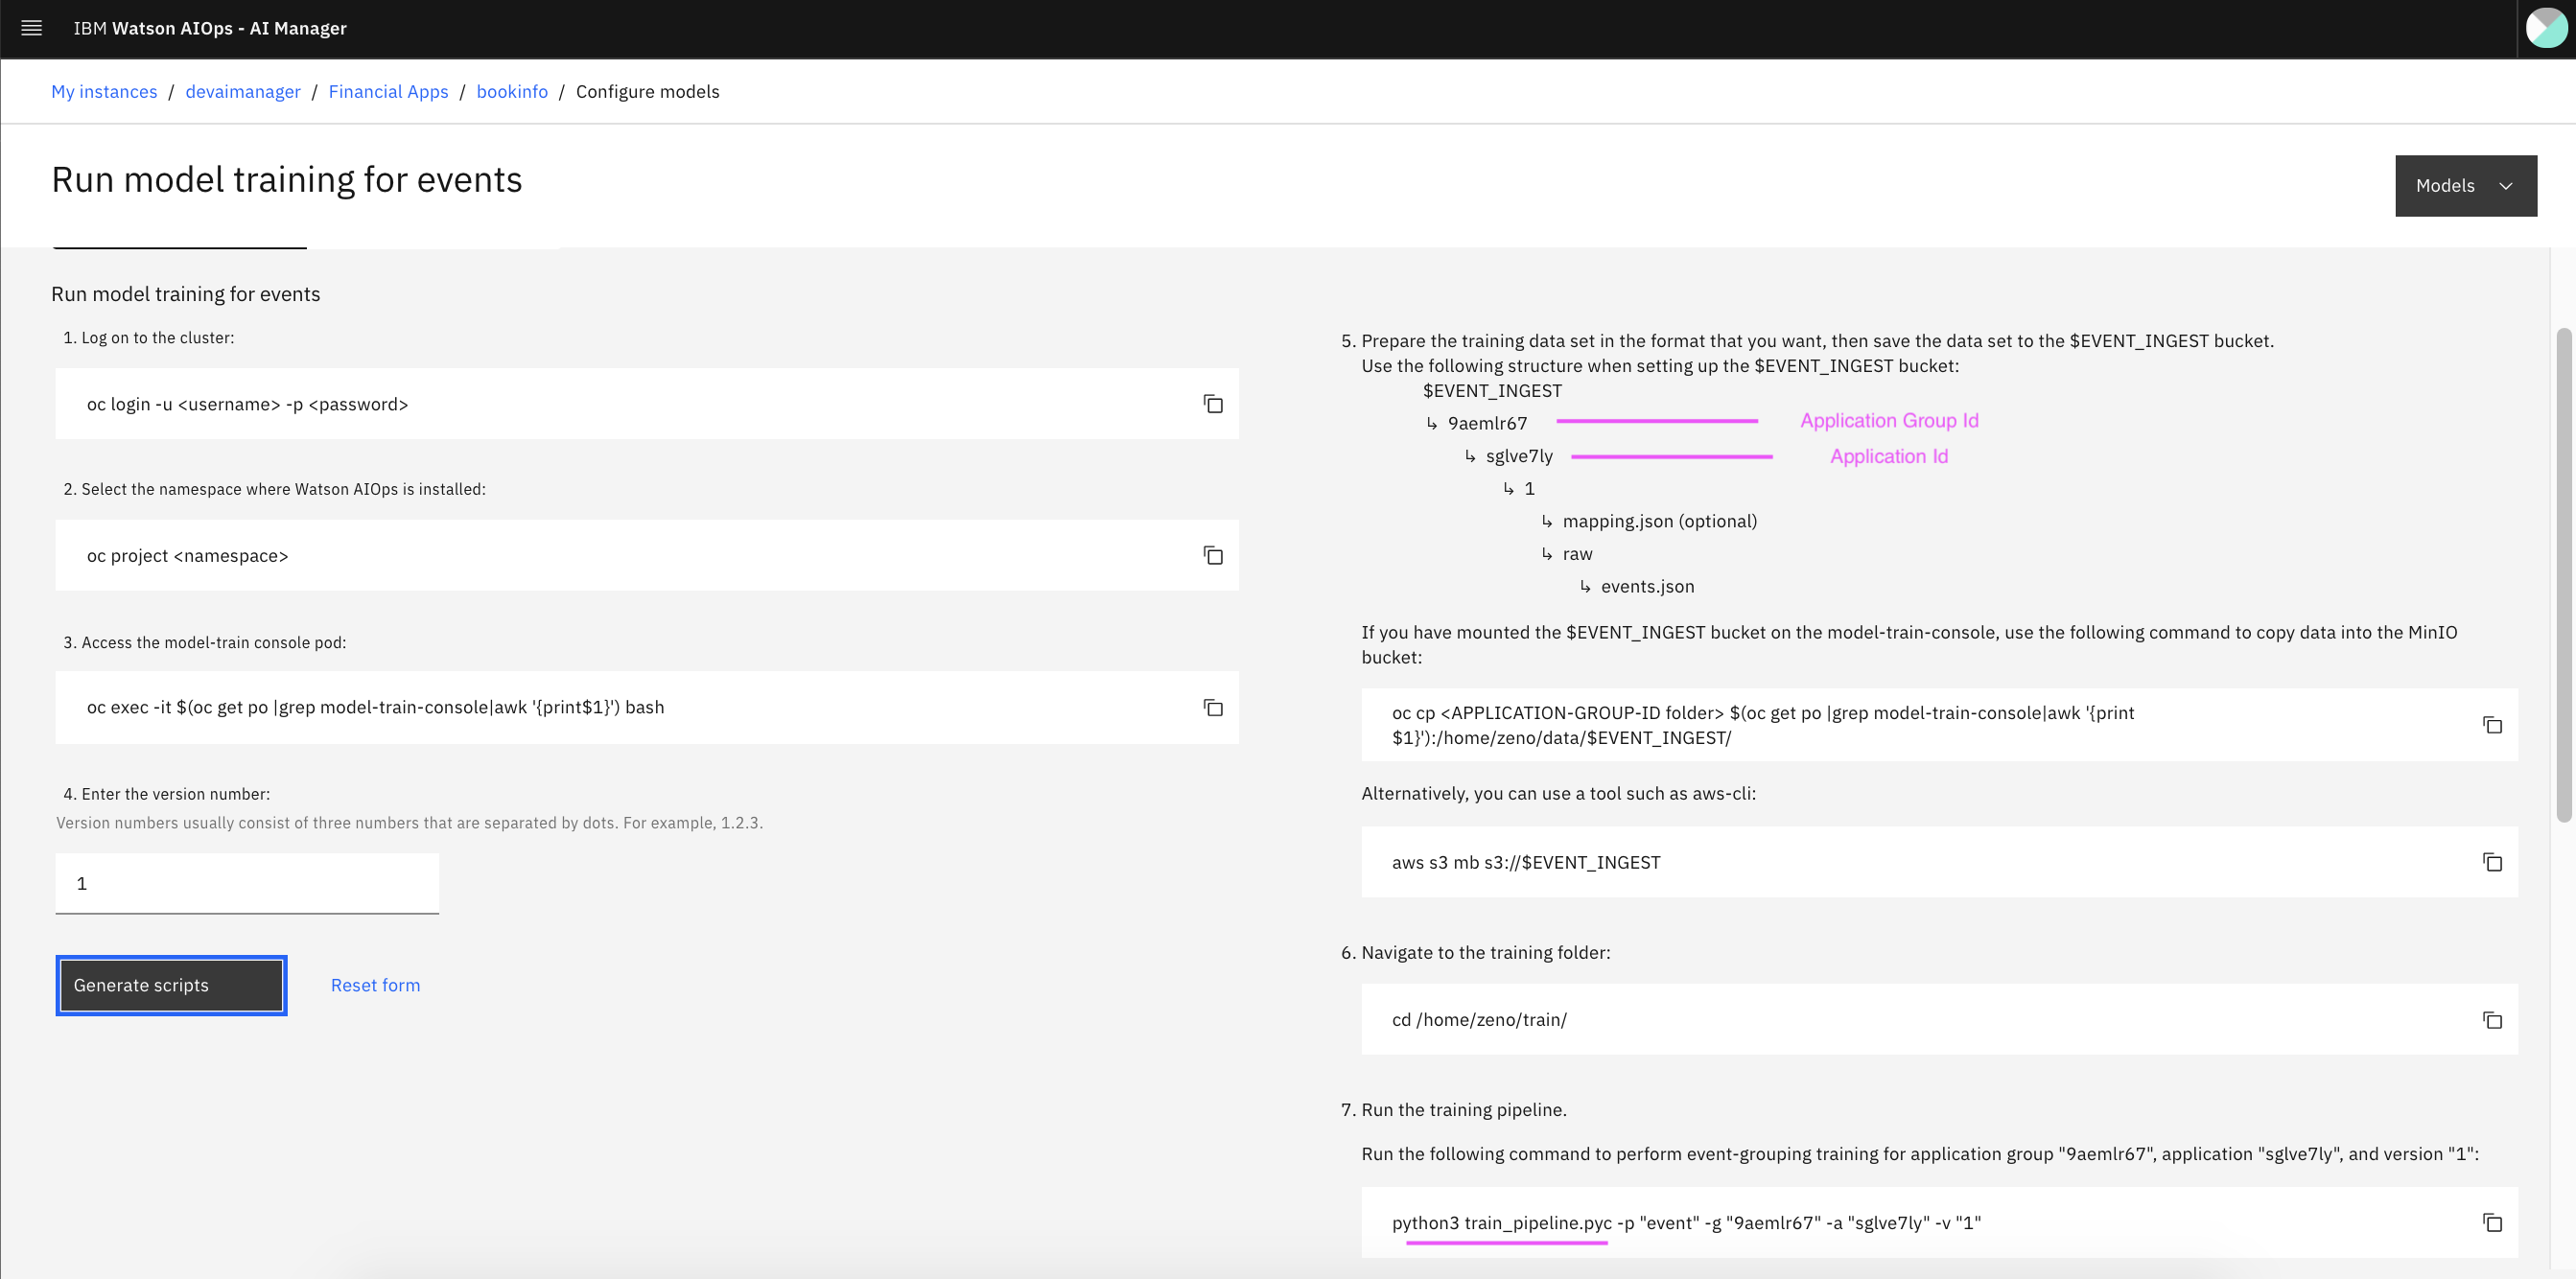 IBM Watson AIOps - AI Manager
My instances / devaimanager / Financial Apps / bookinfo / Configure models
Run model training for events
Models
Run model training for events
1. Log on to the cluster:
oc login -u <username> -p <password>
2. Select the namespace where Watson AIOps is installed:
oc project <namespace>
3. Access the model-train console pod:
oc exec -it $(oc get po |grep model-train-console|awk '{print$1}') bash
4. Enter the version number:
Version numbers usually consist of three numbers that are separated by dots. For example, 1.2.3.
1
Generate scripts
Reset form
5. Prepare the training data set in the format that you want, then save the data set to the $EVENT_INGEST bucket.
Use the following structure when setting up the $EVENT_INGEST bucket:
$EVENT_INGEST
↳ 9aemlr67 Application Group Id
↳ sglve7ly Application Id
↳ 1
↳ mapping.json (optional)
↳ raw
↳ events.json
If you have mounted the $EVENT_INGEST bucket on the model-train-console, use the following command to copy data into the MinIO
bucket:
oc cp <APPLICATION-GROUP-ID folder> $(oc get po |grep model-train-console|awk '{print
$1}'):/home/zeno/data/$EVENT_INGEST/
Alternatively, you can use a tool such as aws-cli:
aws s3 mb s3://$EVENT_INGEST
6. Navigate to the training folder:
cd /home/zeno/train/
7. Run the training pipeline.
Run the following command to perform event-grouping training for application group "9aemlr67", application "sglve7ly", and version "1":
python3 train_pipeline.pyc -p "event" -g "9aemlr67" -a "sglve7ly" -v "1"